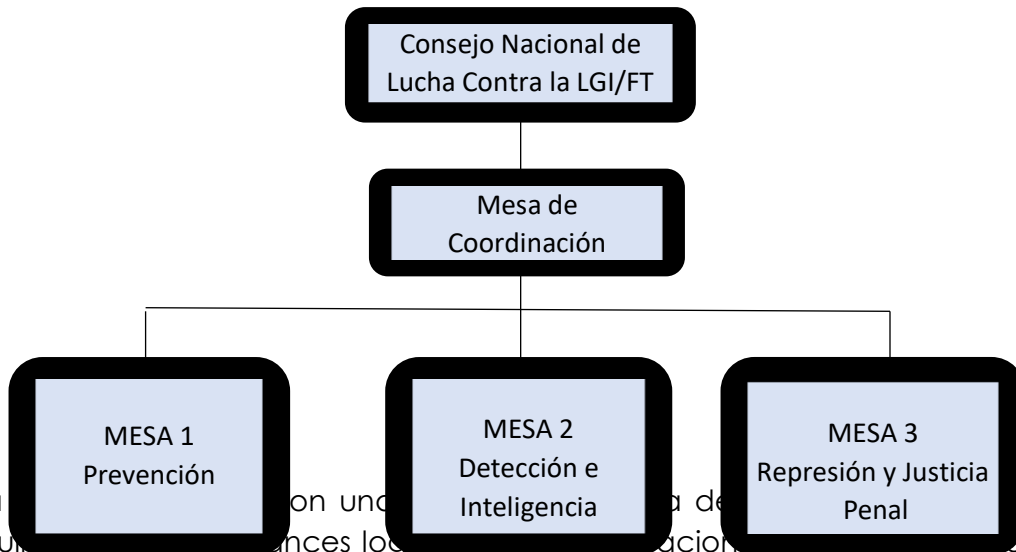 Consejo Nacional de
Lucha Contra la LGI/FT
Mesa de
Coordinación
MESA 1
Prevención
MESA 2
Detección e
Inteligencia
MESA 3
Represión y Justicia
Penal